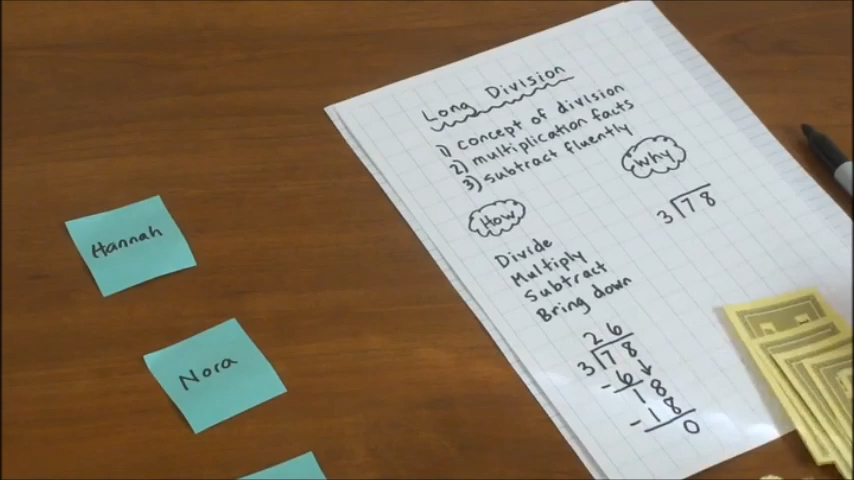 Long Division
1) concept of division
2) multiplication facts
3) subtract fluently
How
Divide
Multiply
Subtract
Bring down
26
3 78
- 6
18
- 18
0
Why
3 78
Hannah
Nora